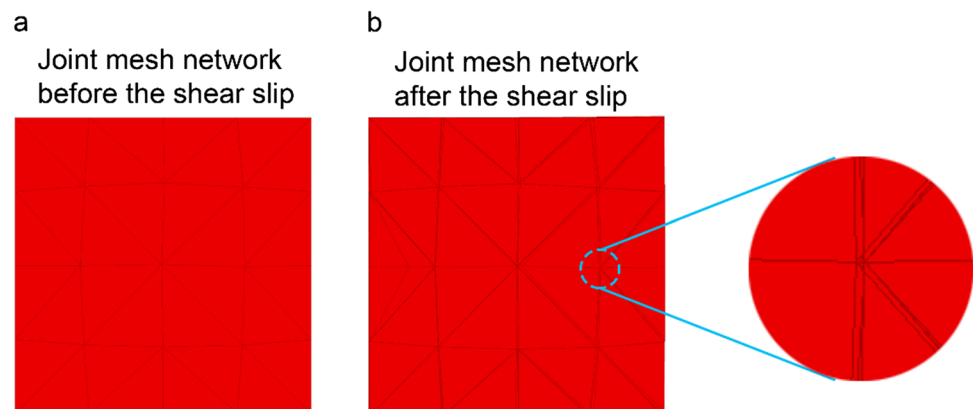 a
Joint mesh network
before the shear slip
b
Joint mesh network
after the shear slip